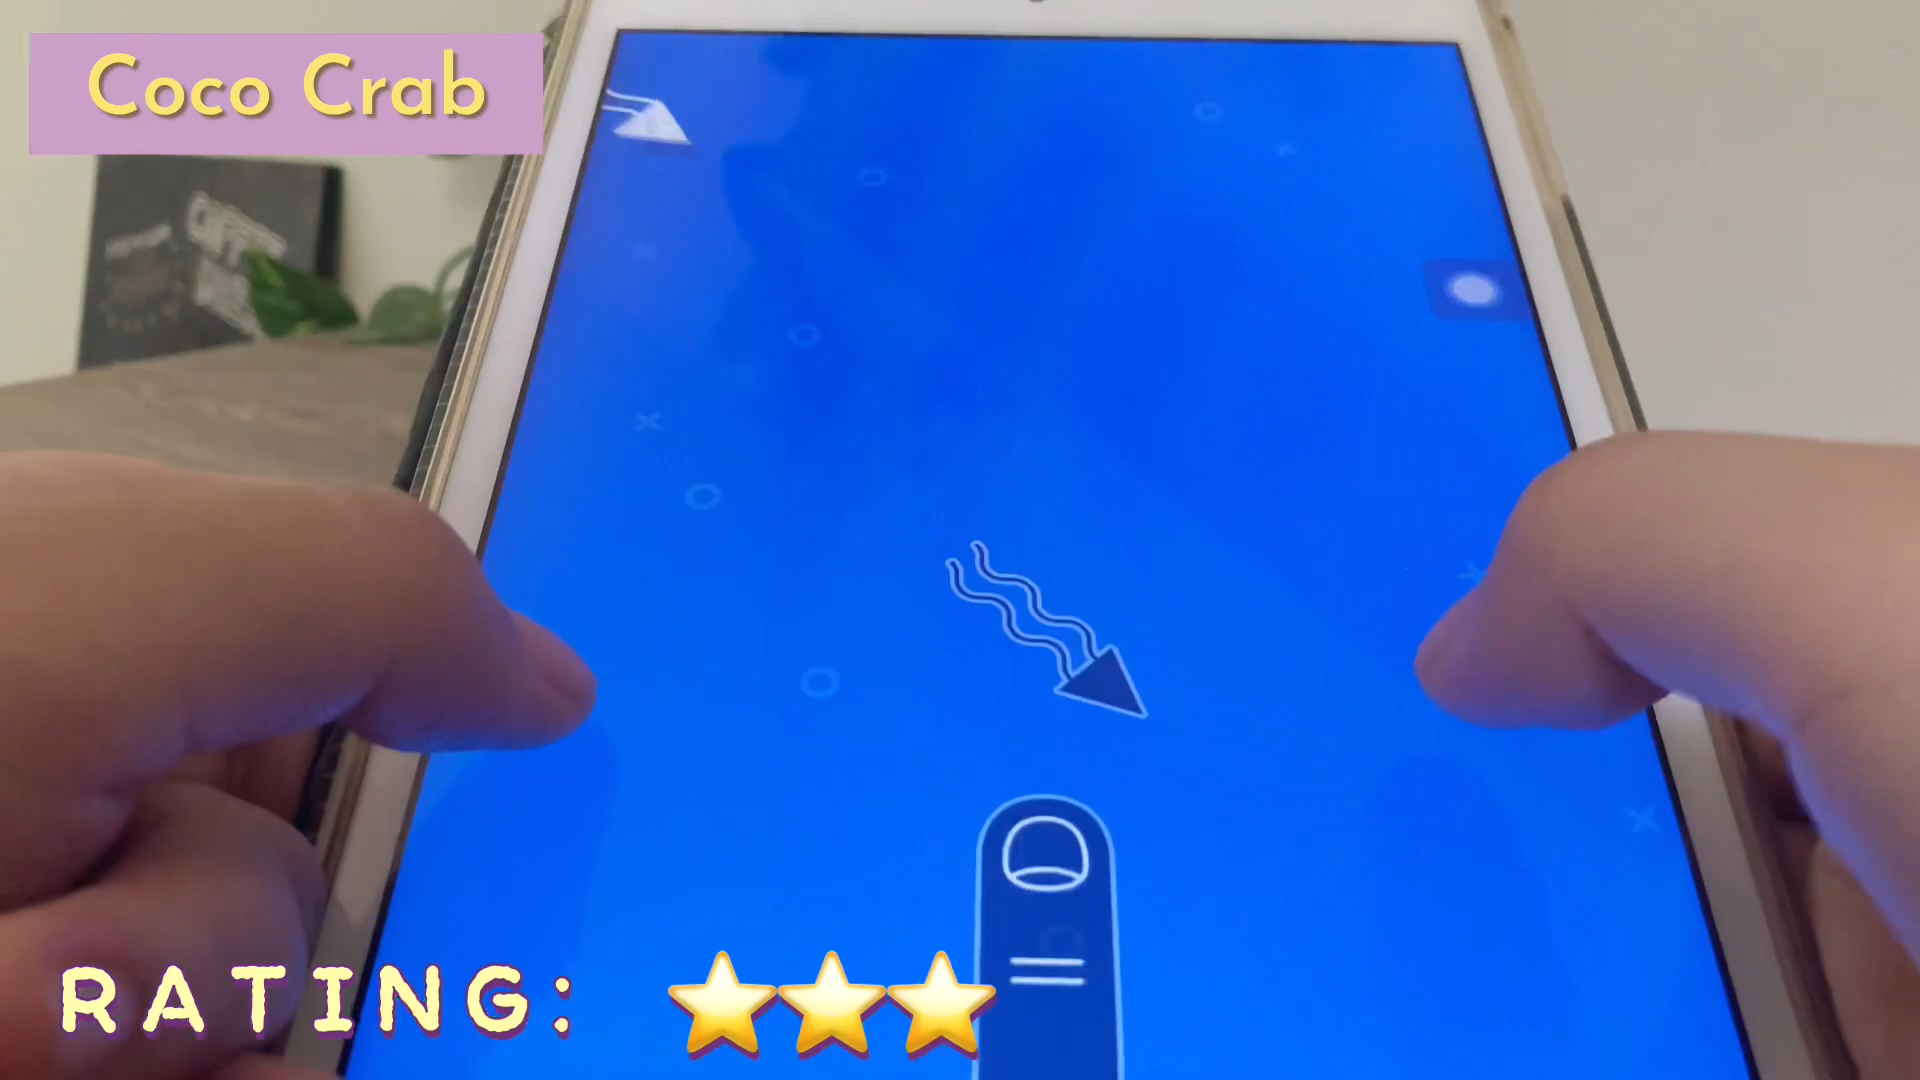 Coco Crab
RATING: ⭐⭐⭐